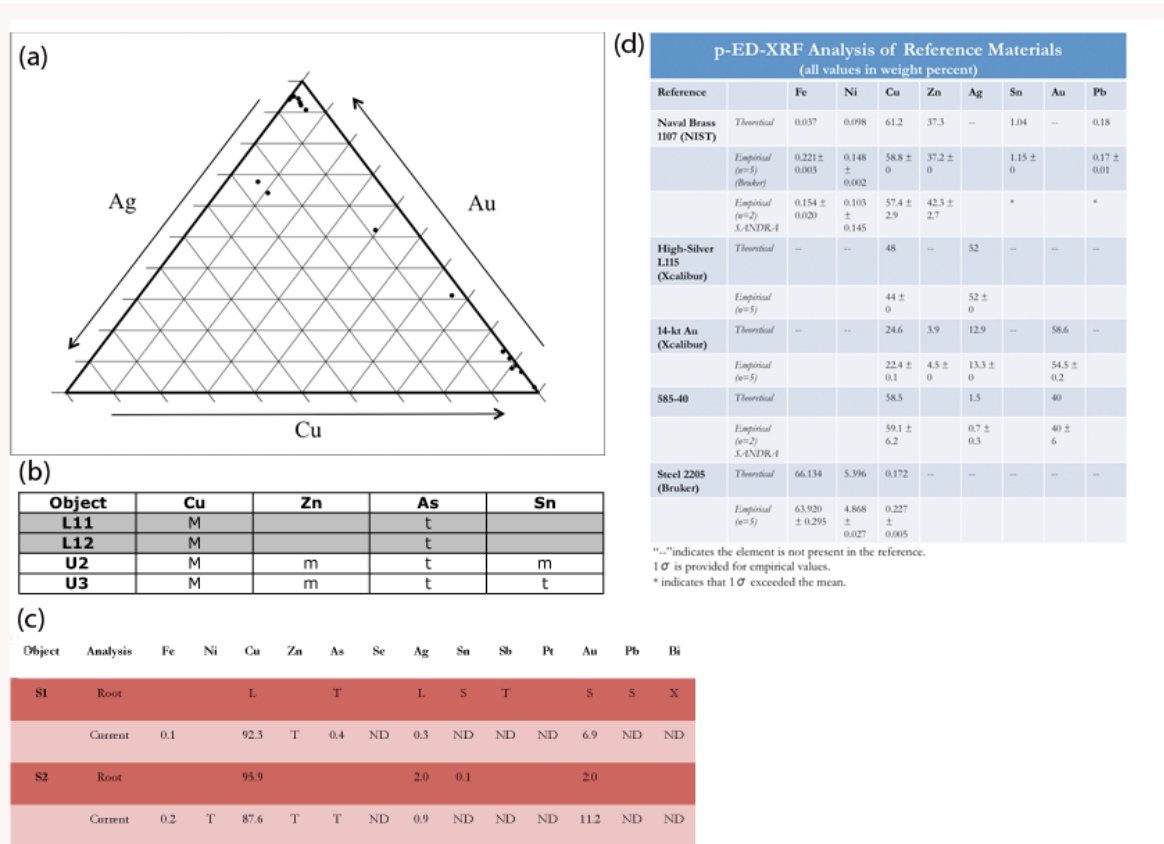 (a)
Ag
Au
Cu
(b)
Object Cu Zn As Sn
L11 M t
L12 M t
U2 M m t m
U3 M m t t
(c)
Object Analysis Fe Ni Cu Zn As Se Ag Sn Sb Pt Au Pb Bi
S1 Root L T L S T S S X
Current 0.1 92.3 T 0.4 ND 0.3 ND ND ND 6.9 ND ND
S2 Root 95.9 2.0 0.1 2.0
Current 0.2 T 87.6 T T ND 0.9 ND ND ND 11.2 ND ND
(d)
p-ED-XRF Analysis of Reference Materials
(all values in weight percent)
Reference Fe Ni Cu Zn Ag Sn Au Pb
Naval Brass Theoretical 0.037 0.098 61.2 37.3 -- 1.04 -- 0.18
1107 (NIST)
Empirical 0.221± 0.148 58.8 ± 37.2 ± 1.15 ± 0.17 ±
(n=5) 0.003 ± 0 0 0 0.01
(Bruker) 0.002
Empirical 0.154 ± 0.103 57.4 ± 42.3 ± * *
(n=2) 0.020 ± 2.9 2.7
SANDRA 0.145
High-Silver Theoretical -- -- 48 -- 52 -- -- --
L115
(Xcalibur)
Empirical 44 ± 52 ±
(n=5) 0 0
14-kt Au Theoretical -- -- 24.6 3.9 12.9 -- 58.6 --
(Xcalibur)
Empirical 22.4 ± 4.5 ± 13.3 ± 54.5 ±
(n=5) 0.1 0 0 0.2
585-40 Theoretical 58.5 1.5 40
Empirical 59.1 ± 0.7 ± 40 ±
(n=2) 6.2 0.3 6
SANDRA
Steel 2205 Theoretical 66.134 5.396 0.172 -- -- -- -- --
(Bruker)
Empirical 63.920 4.868 0.227
(n=5) ± 0.295 ± ±
0.027 0.005
"--"indicates the element is not present in the reference.
1 σ is provided for empirical values.
* indicates that 1 σ exceeded the mean.